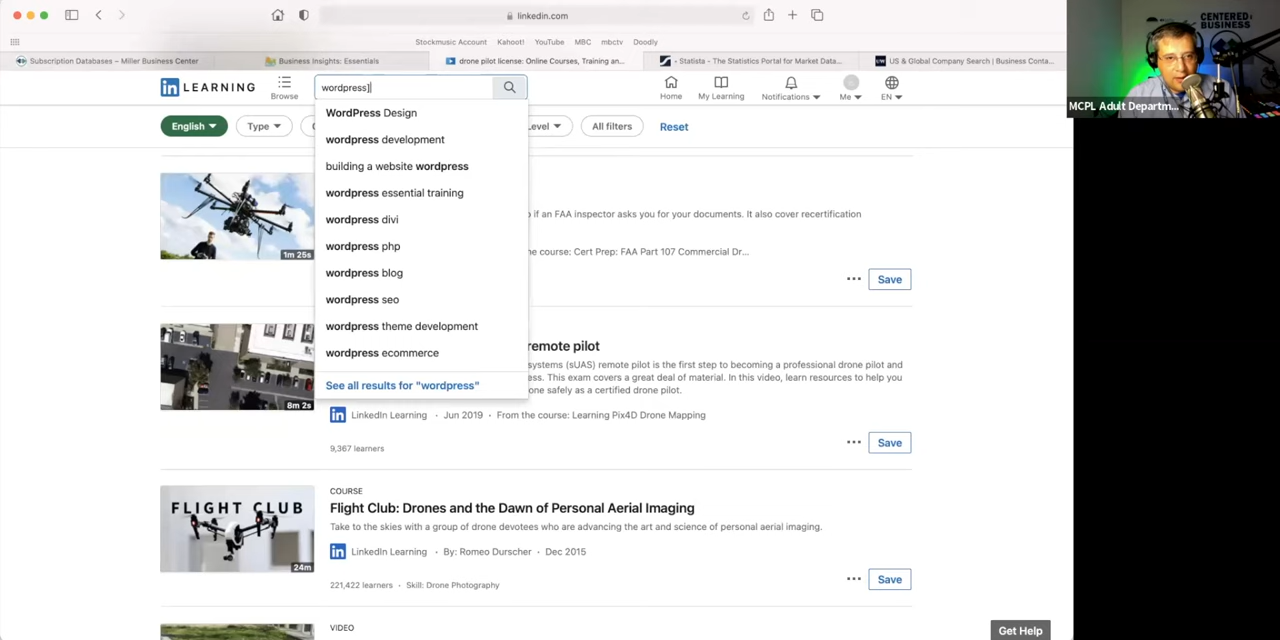 linkedin.com
CENTERED
BUSINESS
Stockmusic Account Kahoot! YouTube MBC mbctv Doodly
Subscription Databases – Miller Business Center
Business Insights: Essentials
drone pilot license: Online Courses, Training an...
- Statista - The Statistics Portal for Market Data...
US & Global Company Search | Business Conta...
LEARNING
Browse
wordpress]
Home
My Learning
Notifications
Me
EN
MCPL Adult Departm...
English
Type
Level
All filters
Reset
WordPress Design
wordpress development
building a website wordpress
wordpress essential training
wordpress divi
wordpress php
wordpress blog
wordpress seo
wordpress theme development
wordpress ecommerce
See all results for "wordpress"
if an FAA inspector asks you for your documents. It also cover recertification
the course: Cert Prep: FAA Part 107 Commercial Dr...
1m 25s
Save
remote pilot
systems (sUAS) remote pilot is the first step to becoming a professional drone pilot and
This exam covers a great deal of material. In this video, learn resources to help you
safely as a certified drone pilot.
8m 2s
LinkedIn Learning · Jun 2019 · From the course: Learning Pix4D Drone Mapping
9,367 learners
Save
COURSE
FLIGHT CLUB
Flight Club: Drones and the Dawn of Personal Aerial Imaging
Take to the skies with a group of drone devotees who are advancing the art and science of personal aerial imaging.
LinkedIn Learning · By: Romeo Durscher · Dec 2015
24m
221,422 learners · Skill: Drone Photography
Save
VIDEO
Get Help